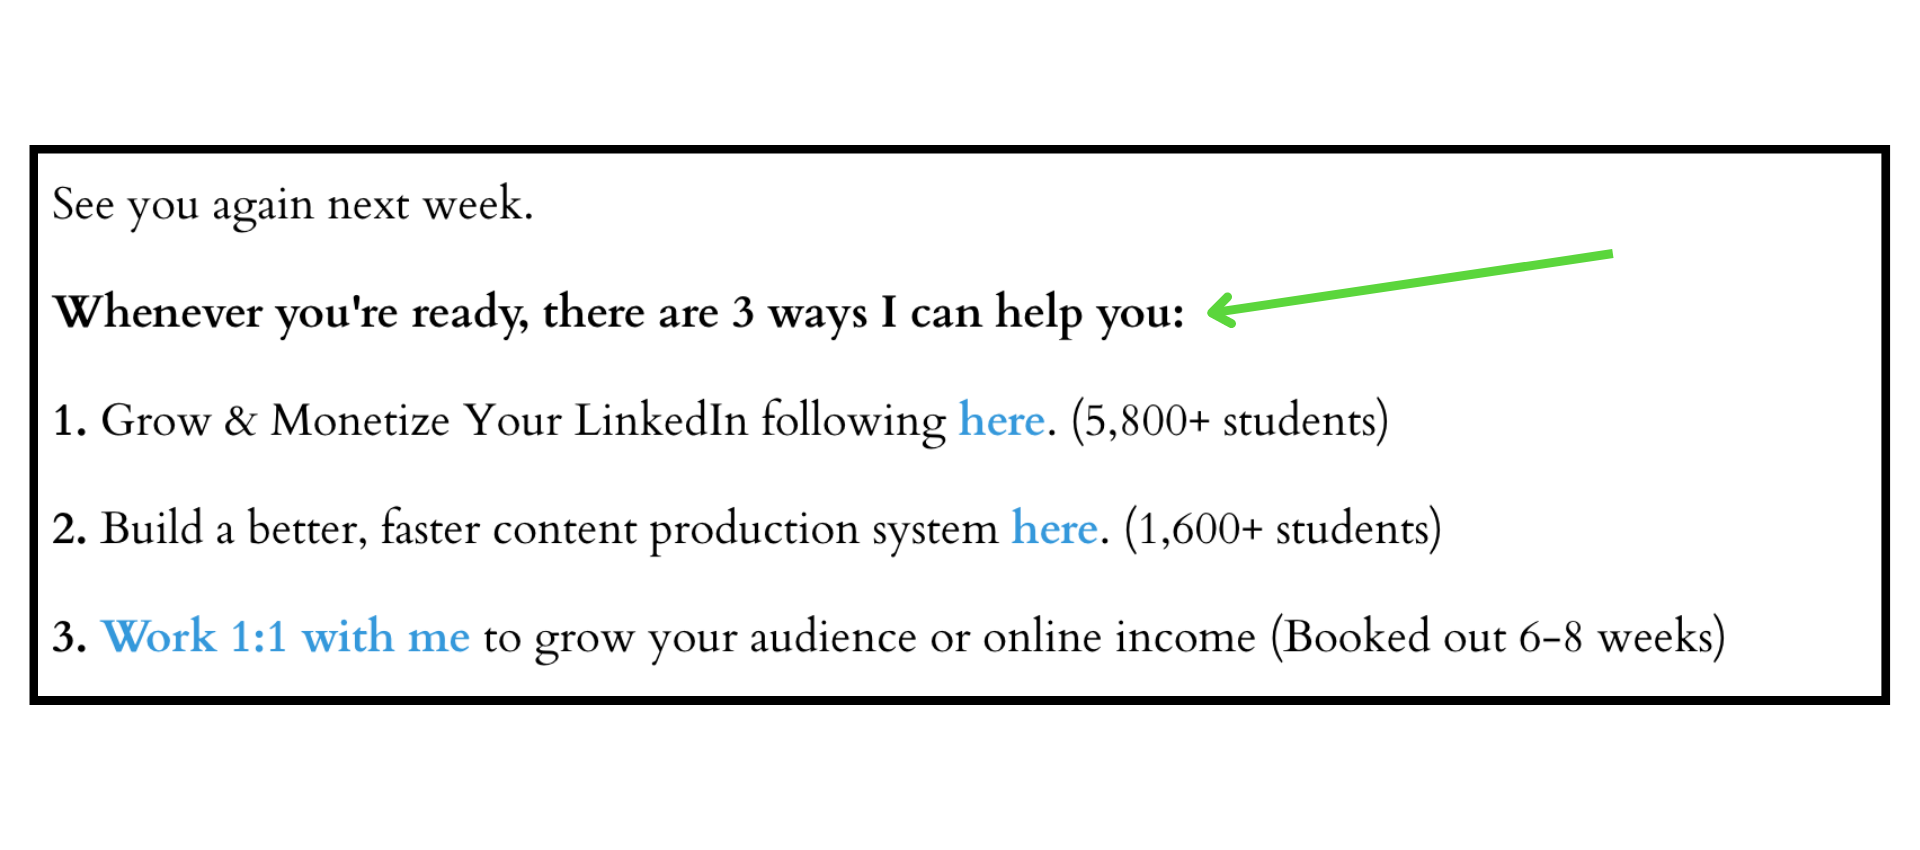 See you again next week.
Whenever you're ready, there are 3 ways I can help you:
1. Grow & Monetize Your LinkedIn following here. (5,800+ students)
2. Build a better, faster content production system here. (1,600+ students)
3. Work 1:1 with me to grow your audience or online income (Booked out 6-8 weeks)